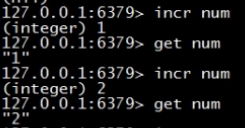 127.0.0.1:6379> incr num
(integer) 1
127.0.0.1:6379> get num
"1"
127.0.0.1:6379> incr num
(integer) 2
127.0.0.1:6379> get num
"2"